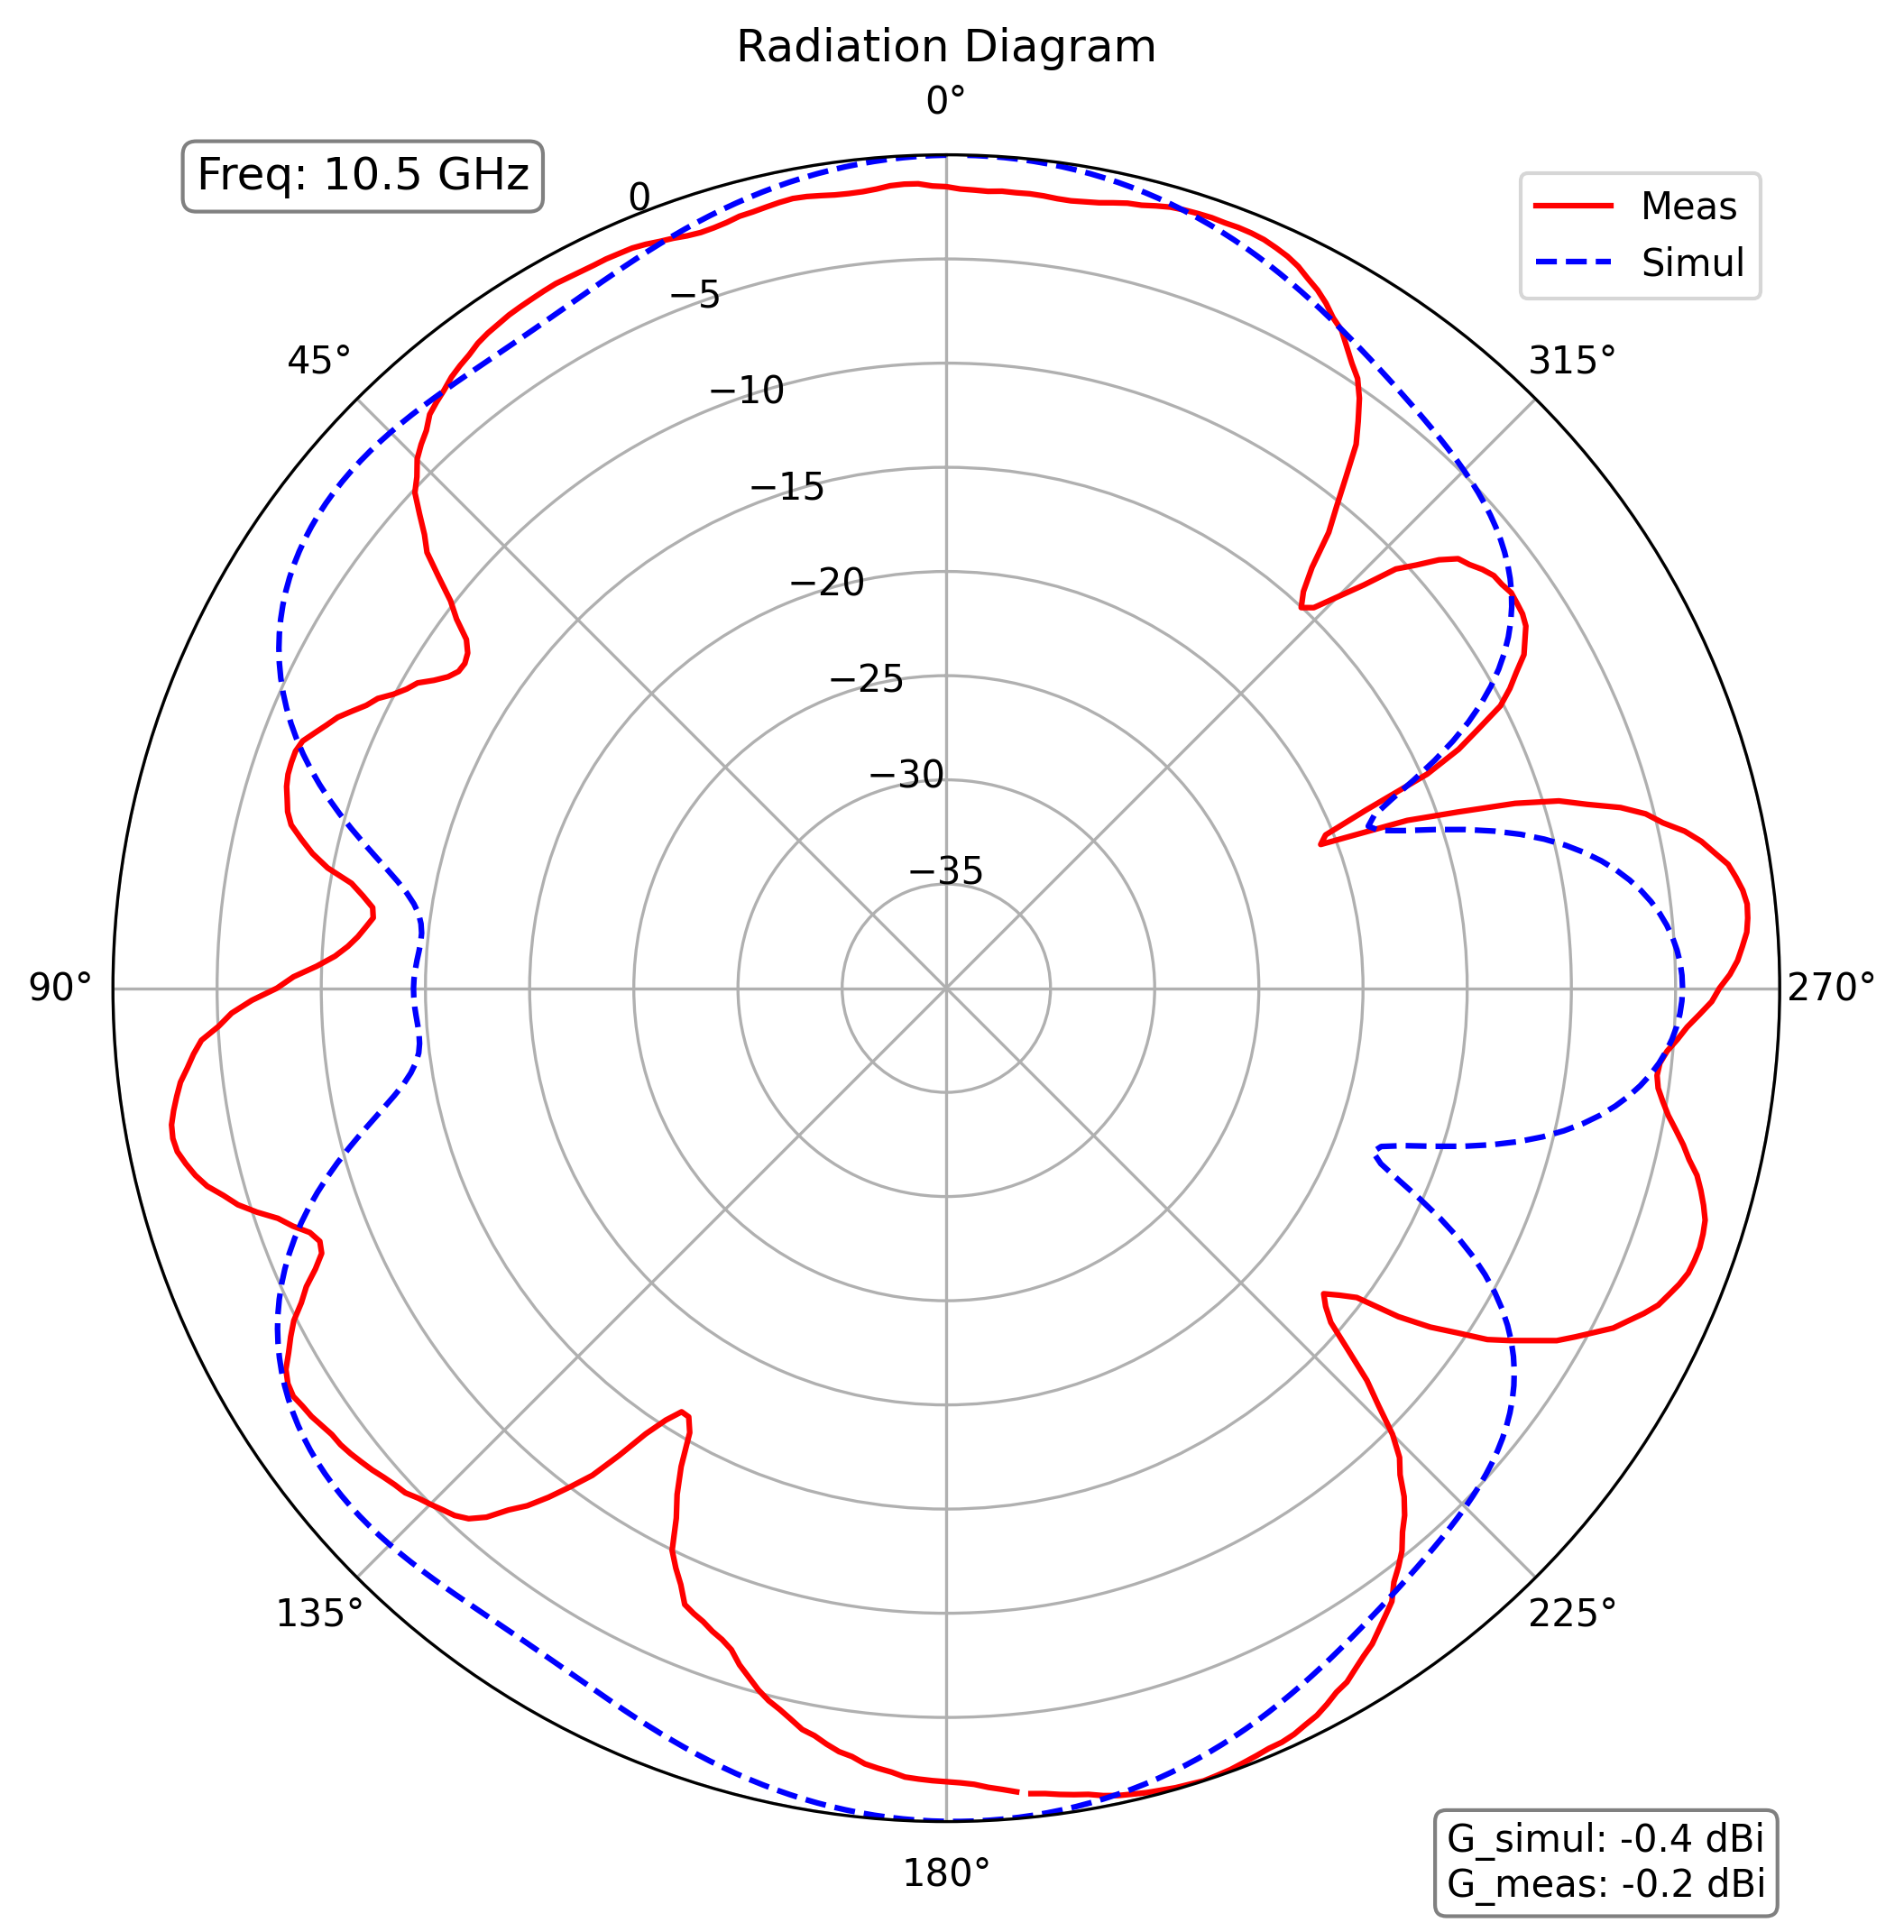 Radiation Diagram
0°
Freq: 10.5 GHz
Meas
Simul
0
−5
−10
−15
−20
−25
−30
−35
45°
315°
90°
270°
135°
225°
180°
G_simul: -0.4 dBi
G_meas: -0.2 dBi